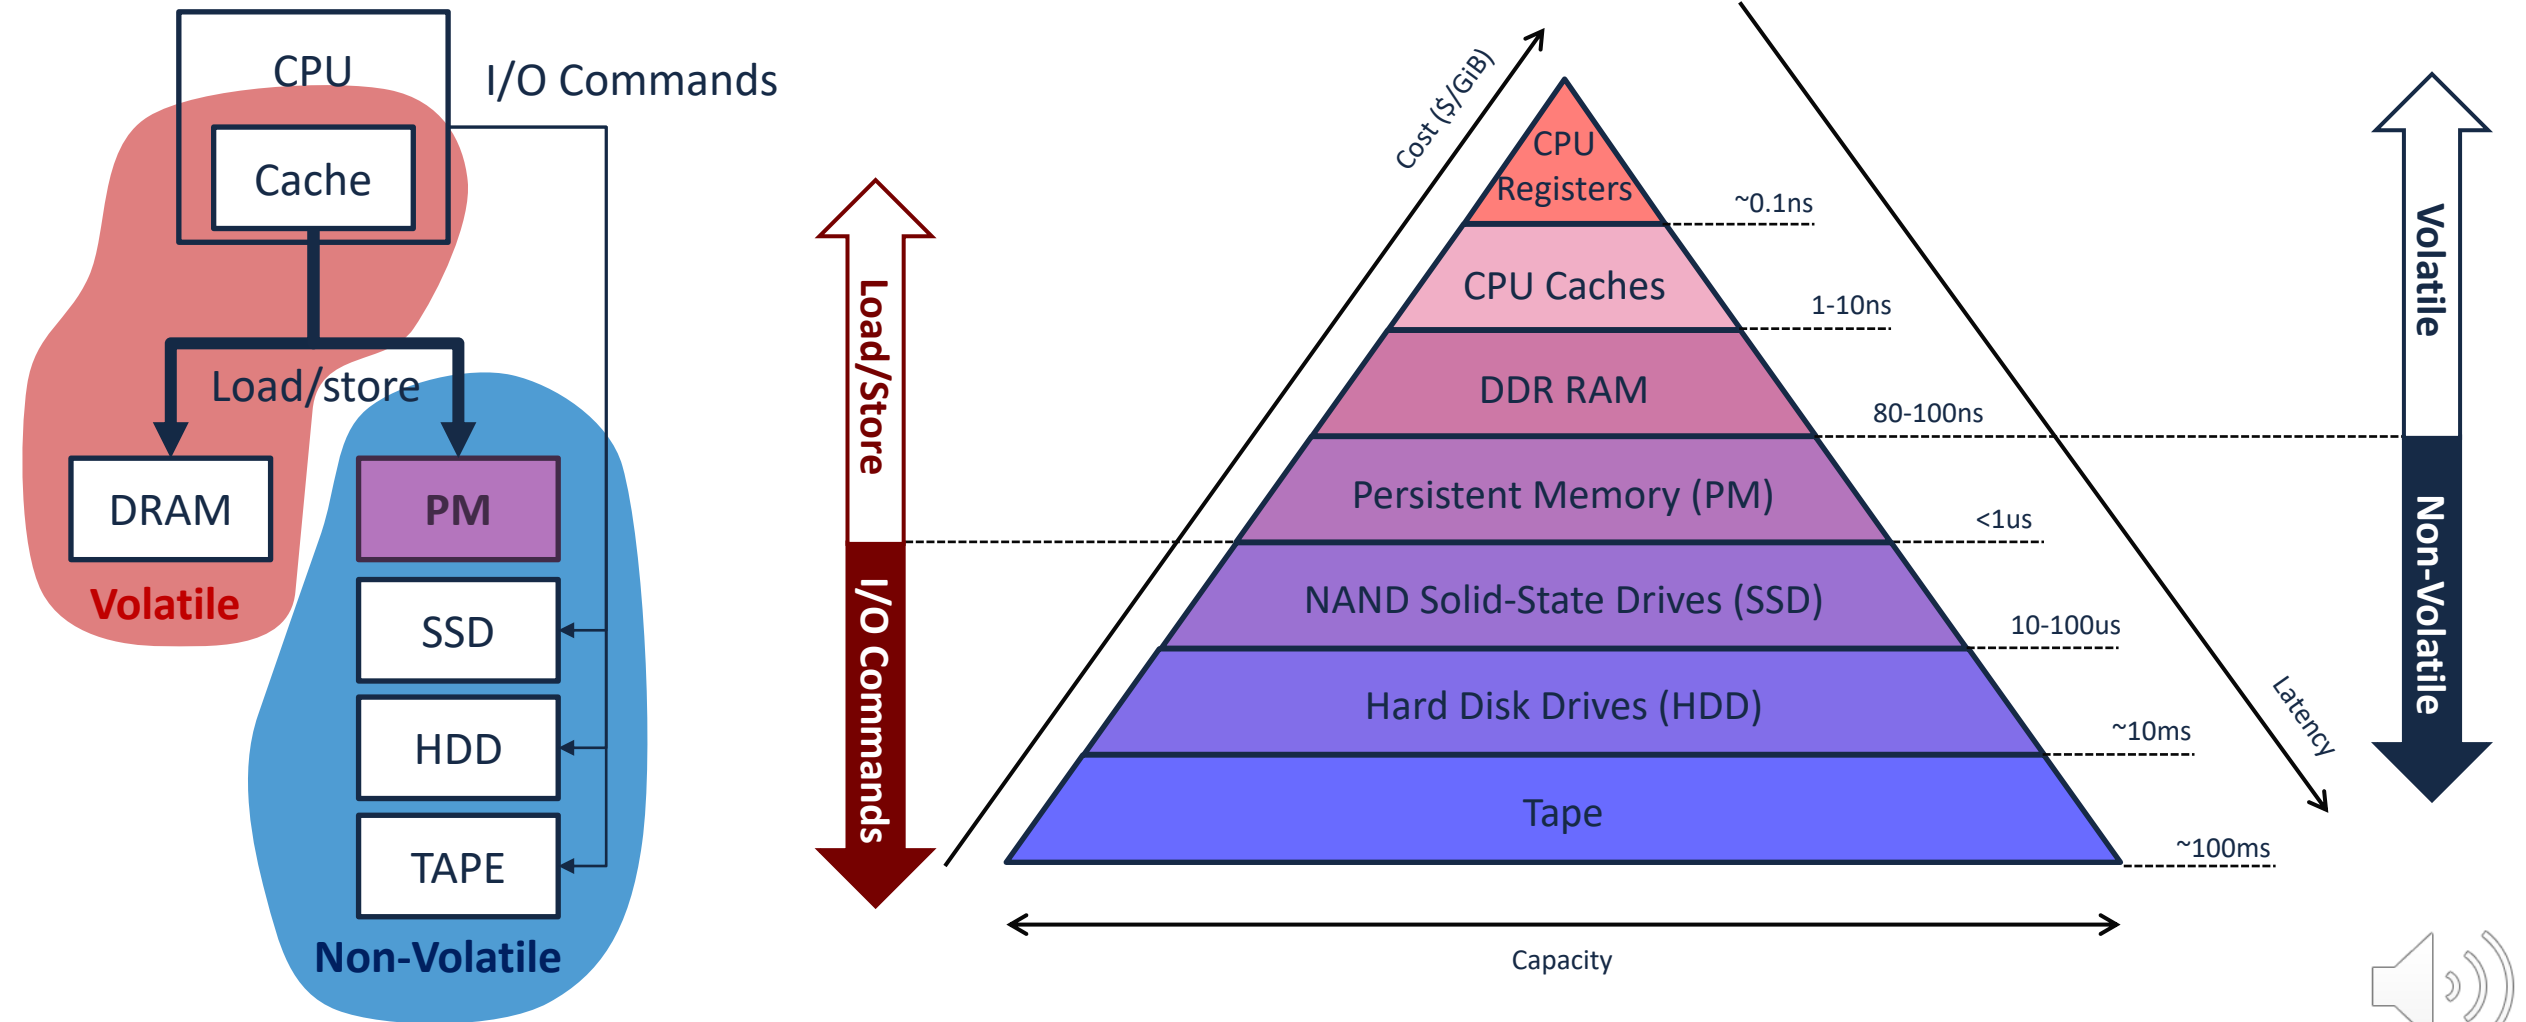 CPU
I/O Commands
Cache
Load/store
DRAM
PM
Volatile
SSD
HDD
TAPE
Non-Volatile
Load/Store
I/O Commands
Cost ($/GiB)
CPU
Registers
~0.1ns
CPU Caches
1-10ns
DDR RAM
80-100ns
Persistent Memory (PM)
<1us
NAND Solid-State Drives (SSD)
10-100us
Hard Disk Drives (HDD)
~10ms
Tape
~100ms
Capacity
Latency
Volatile
Non-Volatile